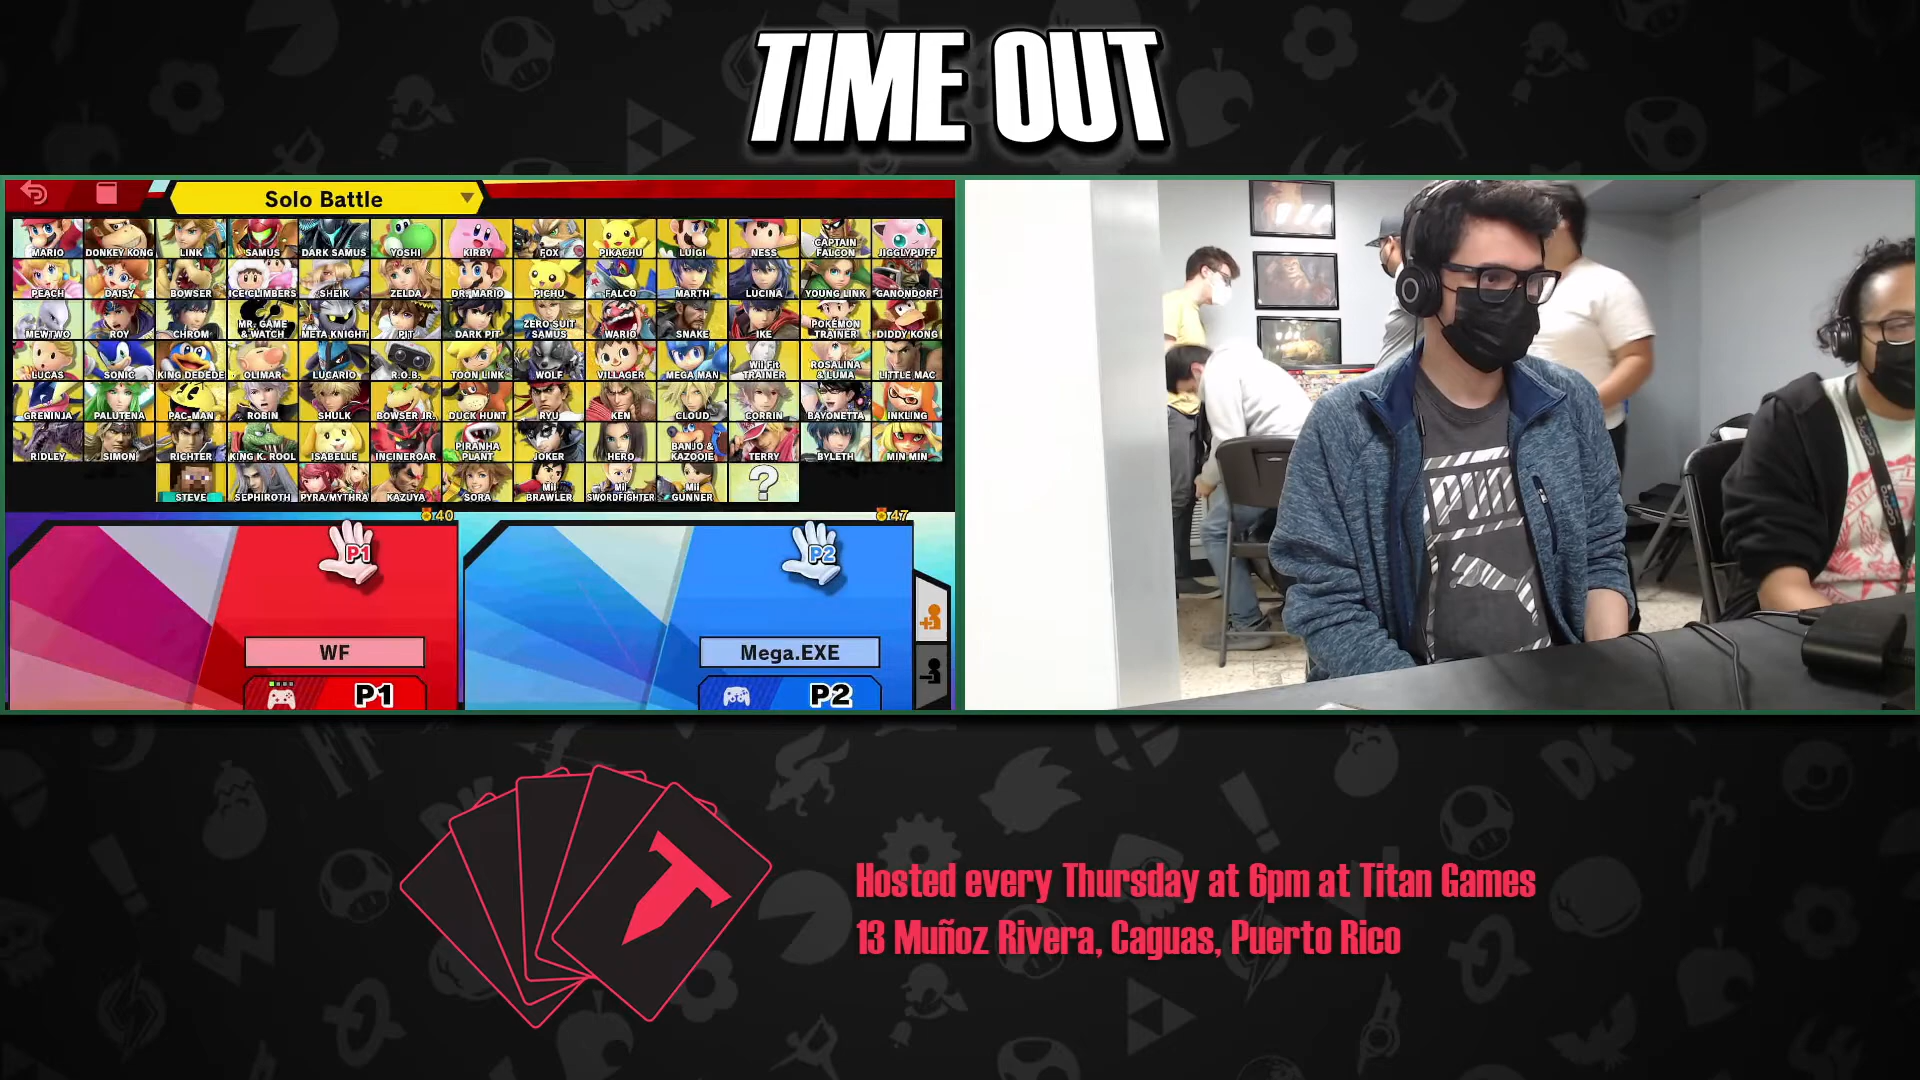 TIME OUT
Solo Battle
MARIO DONKEY KONG LINK SAMUS DARK SAMUS YOSHI KIRBY FOX PIKACHU LUIGI NESS CAPTAIN FALCON JIGGLYPUFF
PEACH DAISY BOWSER ICE CLIMBERS SHEIK ZELDA DR. MARIO PICHU FALCO MARTH LUCINA YOUNG LINK GANONDORF
MEWTWO ROY CHROM MR. GAME & WATCH META KNIGHT PIT DARK PIT ZERO SUIT SAMUS WARIO SNAKE IKE POKÉMON TRAINER DIDDY KONG
LUCAS SONIC KING DEDEDE OLIMAR LUCARIO R.O.B. TOON LINK WOLF VILLAGER MEGA MAN Wii Fit TRAINER ROSALINA & LUMA LITTLE MAC
GRENINJA PALUTENA PAC-MAN ROBIN SHULK BOWSER JR. DUCK HUNT RYU KEN CLOUD CORRIN BAYONETTA INKLING
RIDLEY SIMON RICHTER KING K. ROOL ISABELLE INCINEROAR PIRANHA PLANT JOKER HERO BANJO & KAZOOIE TERRY BYLETH MIN MIN
STEVE SEPHIROTH PYRA/MYTHRA KAZUYA SORA Mii BRAWLER Mii SWORDFIGHTER Mii GUNNER ?
40 47
P1 P2
WF Mega.EXE
P1 P2
Hosted every Thursday at 6pm at Titan Games
13 Muñoz Rivera, Caguas, Puerto Rico